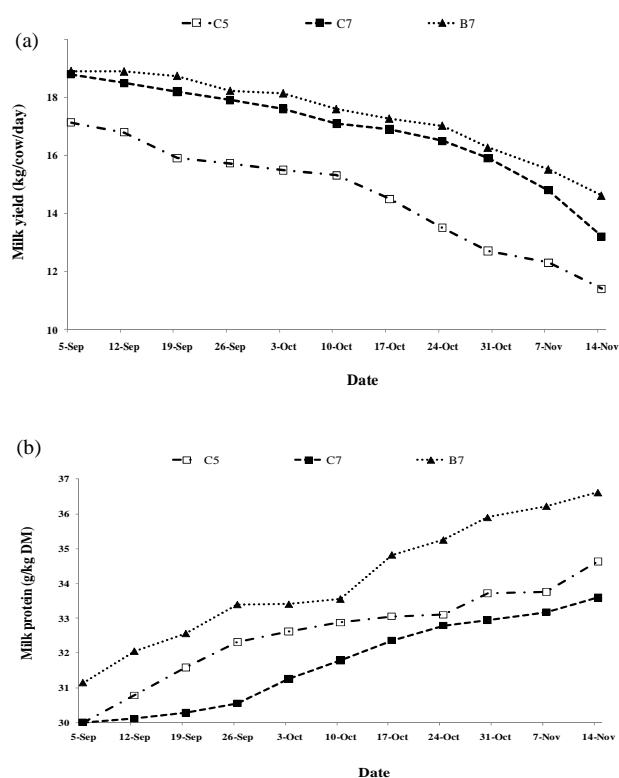 (a)
C5 C7 B7
Milk yield (kg/cow/day)
18
16
14
12
10
5-Sep 12-Sep 19-Sep 26-Sep 3-Oct 10-Oct 17-Oct 24-Oct 31-Oct 7-Nov 14-Nov
Date
(b)
C5 C7 B7
Milk protein (g/kg DM)
37
36
35
34
33
32
31
30
5-Sep 12-Sep 19-Sep 26-Sep 3-Oct 10-Oct 17-Oct 24-Oct 31-Oct 7-Nov 14-Nov
Date